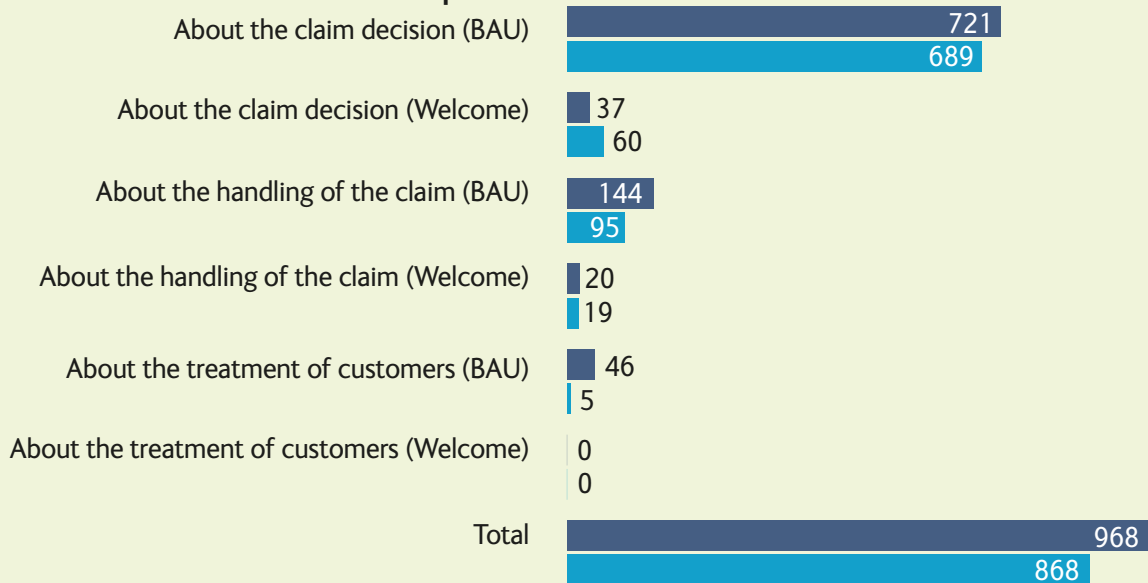 About the claim decision (BAU)
721
689
About the claim decision (Welcome)
37
60
About the handling of the claim (BAU)
144
95
About the handling of the claim (Welcome)
20
19
About the treatment of customers (BAU)
46
5
About the treatment of customers (Welcome)
0
0
Total
968
868